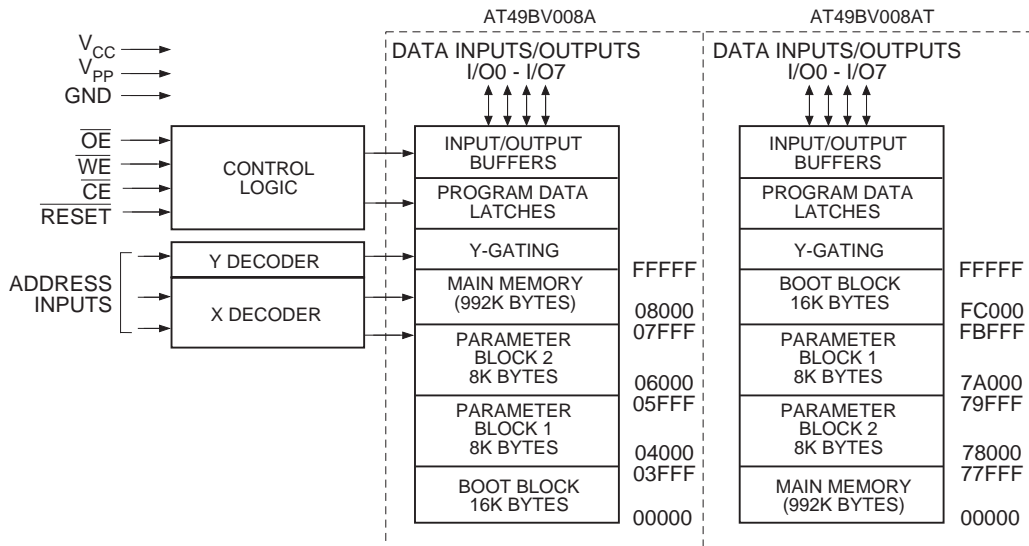 AT49BV008A
AT49BV008AT
VCC
VPP
GND
OE
WE
CE
RESET
ADDRESS
INPUTS
CONTROL
LOGIC
Y DECODER
X DECODER
DATA INPUTS/OUTPUTS
I/O0 - I/O7
INPUT/OUTPUT
BUFFERS
PROGRAM DATA
LATCHES
Y-GATING
MAIN MEMORY
(992K BYTES)
PARAMETER
BLOCK 2
8K BYTES
PARAMETER
BLOCK 1
8K BYTES
BOOT BLOCK
16K BYTES
FFFFF
08000
07FFF
06000
05FFF
04000
03FFF
00000
DATA INPUTS/OUTPUTS
I/O0 - I/O7
INPUT/OUTPUT
BUFFERS
PROGRAM DATA
LATCHES
Y-GATING
BOOT BLOCK
16K BYTES
PARAMETER
BLOCK 1
8K BYTES
PARAMETER
BLOCK 2
8K BYTES
MAIN MEMORY
(992K BYTES)
FFFFF
FC000
FBFFF
7A000
79FFF
78000
77FFF
00000